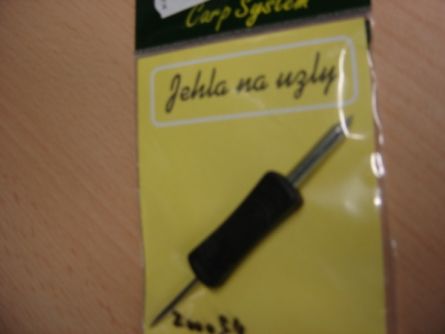 Carp System
Jehla na uzly